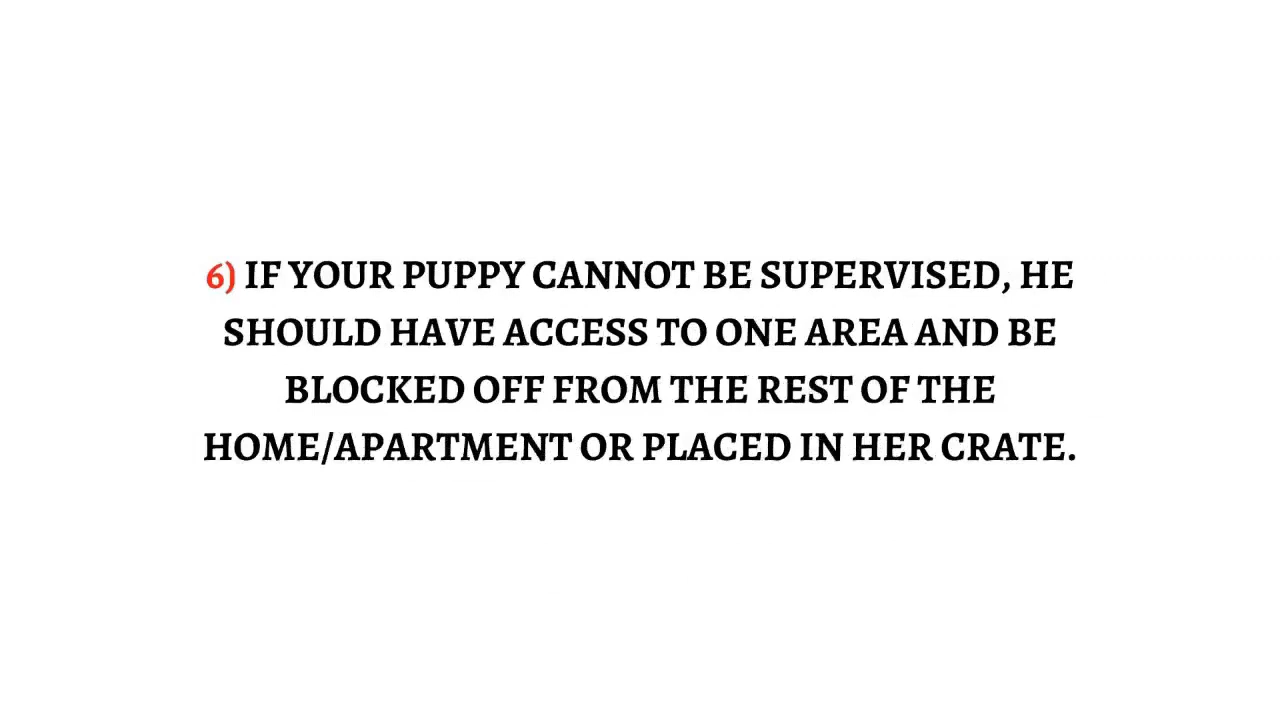 6) IF YOUR PUPPY CANNOT BE SUPERVISED, HE
SHOULD HAVE ACCESS TO ONE AREA AND BE
BLOCKED OFF FROM THE REST OF THE
HOME/APARTMENT OR PLACED IN HER CRATE.